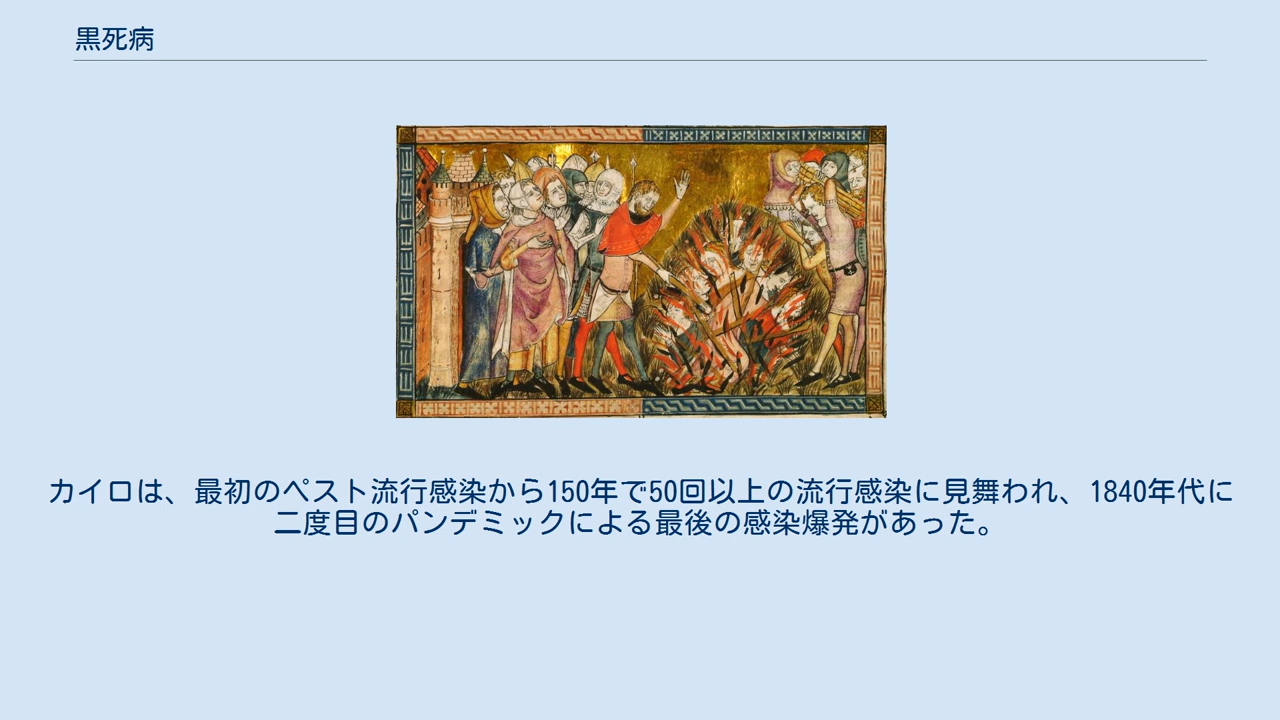 黒死病
カイロは、最初のペスト流行感染から150年で50回以上の流行感染に見舞われ、1840年代に
二度目のパンデミックによる最後の感染爆発があった。